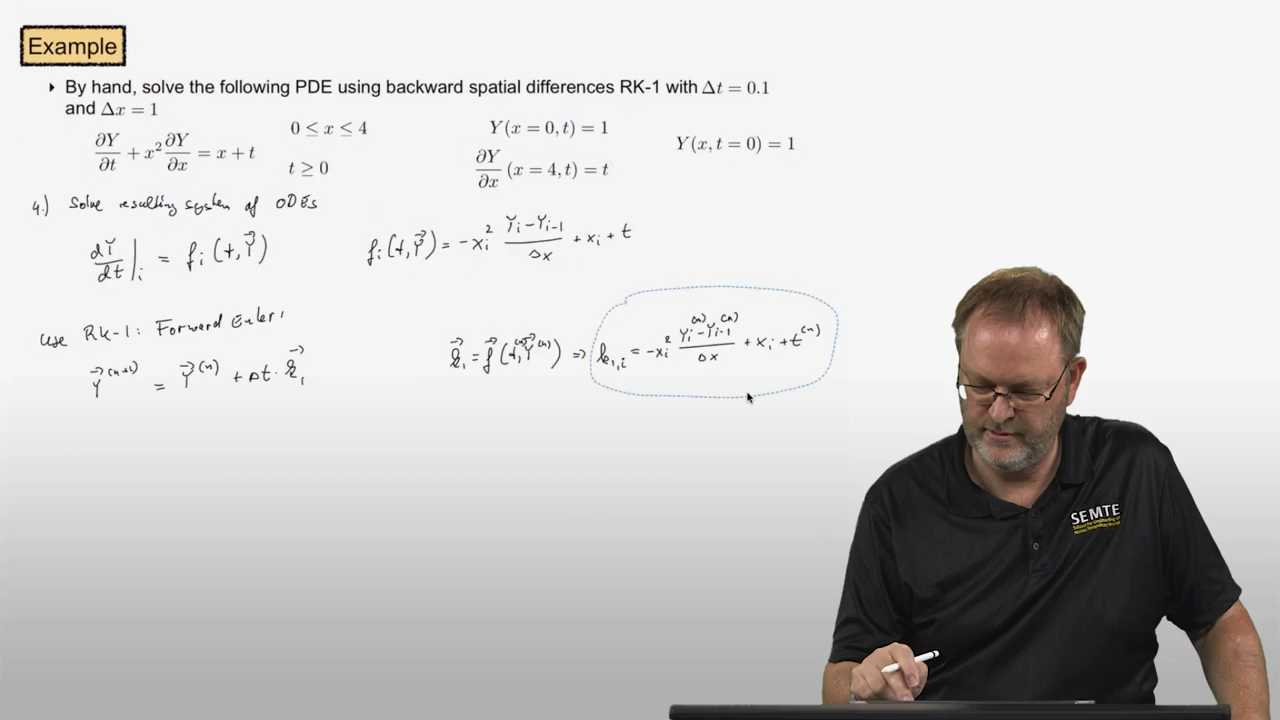 Example
By hand, solve the following PDE using backward spatial differences RK-1 with Δt = 0.1
and Δx = 1
∂Y/∂t + x² ∂Y/∂x = x + t
0 ≤ x ≤ 4
t ≥ 0
Y(x = 0, t) = 1
∂Y/∂x (x = 4, t) = t
Y(x, t = 0) = 1
4.) Solve resulting system of ODEs
dY/dt|ᵢ = fᵢ(t, Y⃗)
fᵢ(t, Y⃗) = -xᵢ² (Yᵢ - Yᵢ₋₁)/Δx + xᵢ + t
Use RK-1: Forward Euler:
Y⃗⁽ⁿ⁺¹⁾ = Y⃗⁽ⁿ⁾ + Δt · k⃗₁
k⃗₁ = f⃗(t⁽ⁿ⁾, Y⃗⁽ⁿ⁾) ⇒ k₁,ᵢ = -xᵢ² (Yᵢ⁽ⁿ⁾ - Yᵢ₋₁⁽ⁿ⁾)/Δx + xᵢ + t⁽ⁿ⁾
SEMTE